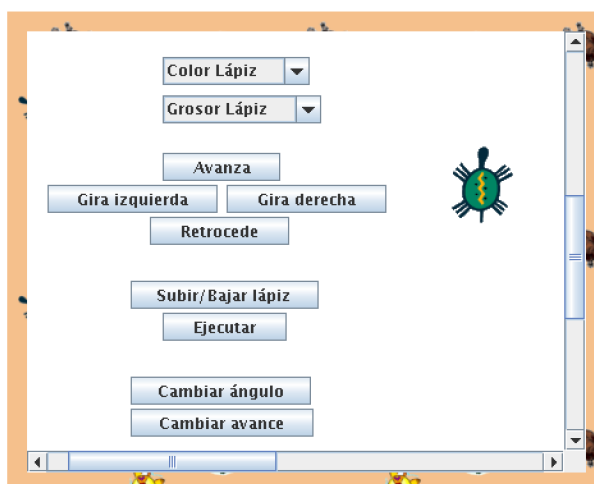 Color Lápiz
Grosor Lápiz
Avanza
Gira izquierda Gira derecha
Retrocede
Subir/Bajar lápiz
Ejecutar
Cambiar ángulo
Cambiar avance